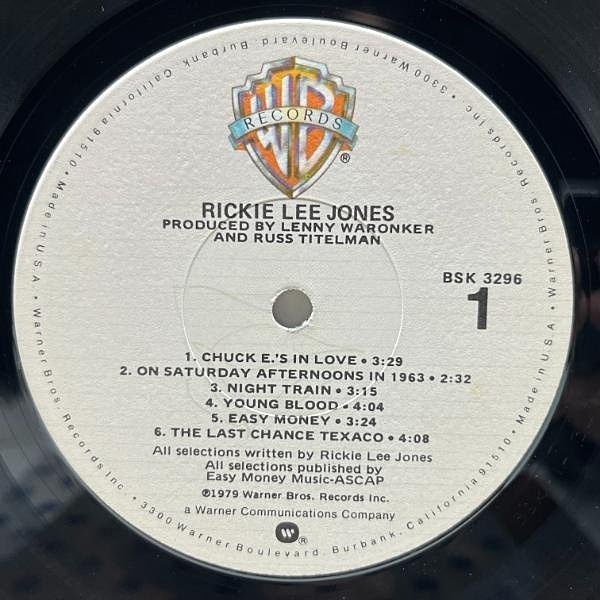 WB
RECORDS
®
RICKIE LEE JONES
PRODUCED BY LENNY WARONKER
AND RUSS TITELMAN
BSK 3296
1
1. CHUCK E.'S IN LOVE • 3:29
2. ON SATURDAY AFTERNOONS IN 1963 • 2:32
3. NIGHT TRAIN • 3:15
4. YOUNG BLOOD • 4:04
5. EASY MONEY • 3:24
6. THE LAST CHANCE TEXACO • 4:08
All selections written by Rickie Lee Jones
All selections published by
Easy Money Music-ASCAP
℗1979 Warner Bros. Records Inc.
a Warner Communications Company
®
Made in U.S.A. • Warner Bros. Records Inc. • 3300 Warner Boulevard, Burbank, California 91510 • Made in U.S.A. • Warner Bros. Records Inc. • 3300 Warner Boulevard, Burbank, California 91510 •